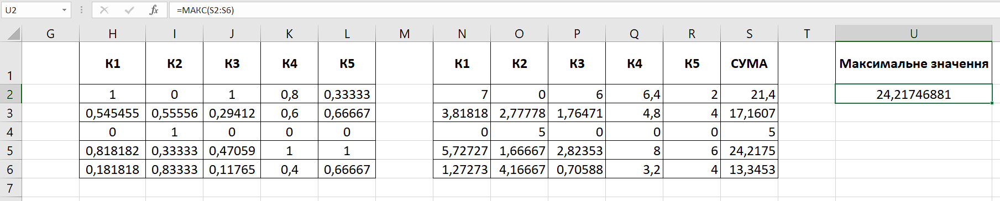 U2 fx =МАКС(S2:S6)
G H I J K L M N O P Q R S T U
1 К1 К2 К3 К4 К5 К1 К2 К3 К4 К5 СУМА Максимальне значення
2 1 0 1 0,8 0,33333 7 0 6 6,4 2 21,4 24,21746881
3 0,545455 0,55556 0,29412 0,6 0,66667 3,81818 2,77778 1,76471 4,8 4 17,1607
4 0 1 0 0 0 0 5 0 0 0 5
5 0,818182 0,33333 0,47059 1 1 5,72727 1,66667 2,82353 8 6 24,2175
6 0,181818 0,83333 0,11765 0,4 0,66667 1,27273 4,16667 0,70588 3,2 4 13,3453
7